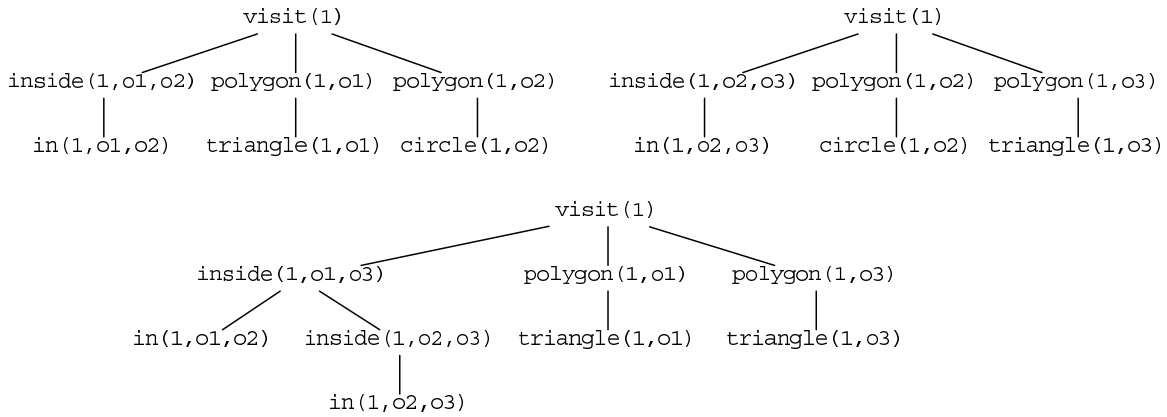 visit(1) visit(1)
inside(1,o1,o2) polygon(1,o1) polygon(1,o2) inside(1,o2,o3) polygon(1,o2) polygon(1,o3)
in(1,o1,o2) triangle(1,o1) circle(1,o2) in(1,o2,o3) circle(1,o2) triangle(1,o3)
visit(1)
inside(1,o1,o3) polygon(1,o1) polygon(1,o3)
in(1,o1,o2) inside(1,o2,o3) triangle(1,o1) triangle(1,o3)
in(1,o2,o3)